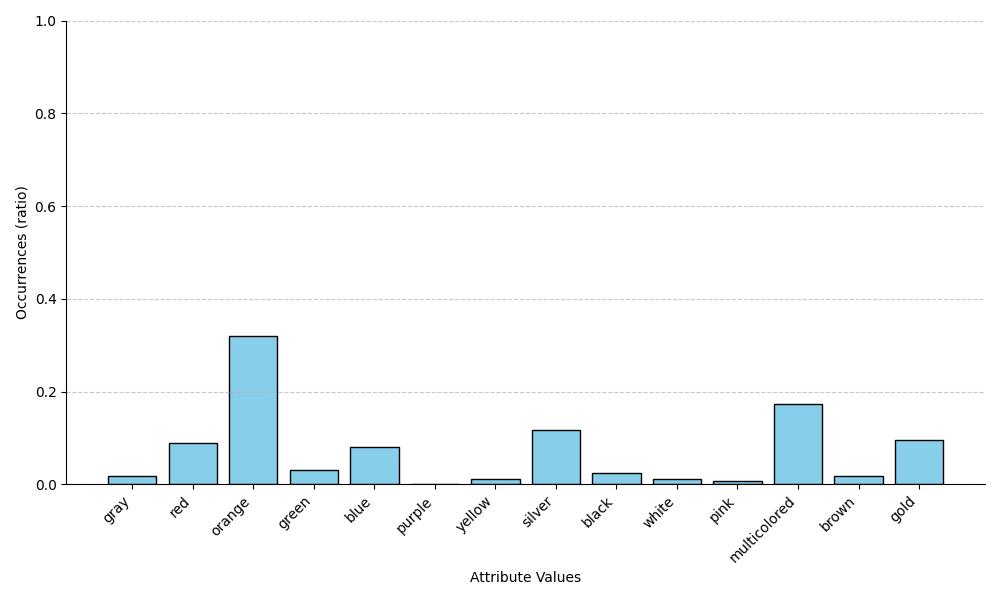 1.0
0.8
0.6
0.4
0.2
0.0
Occurrences (ratio)
gray
red
orange
green
blue
purple
yellow
silver
black
white
pink
multicolored
brown
gold
Attribute Values